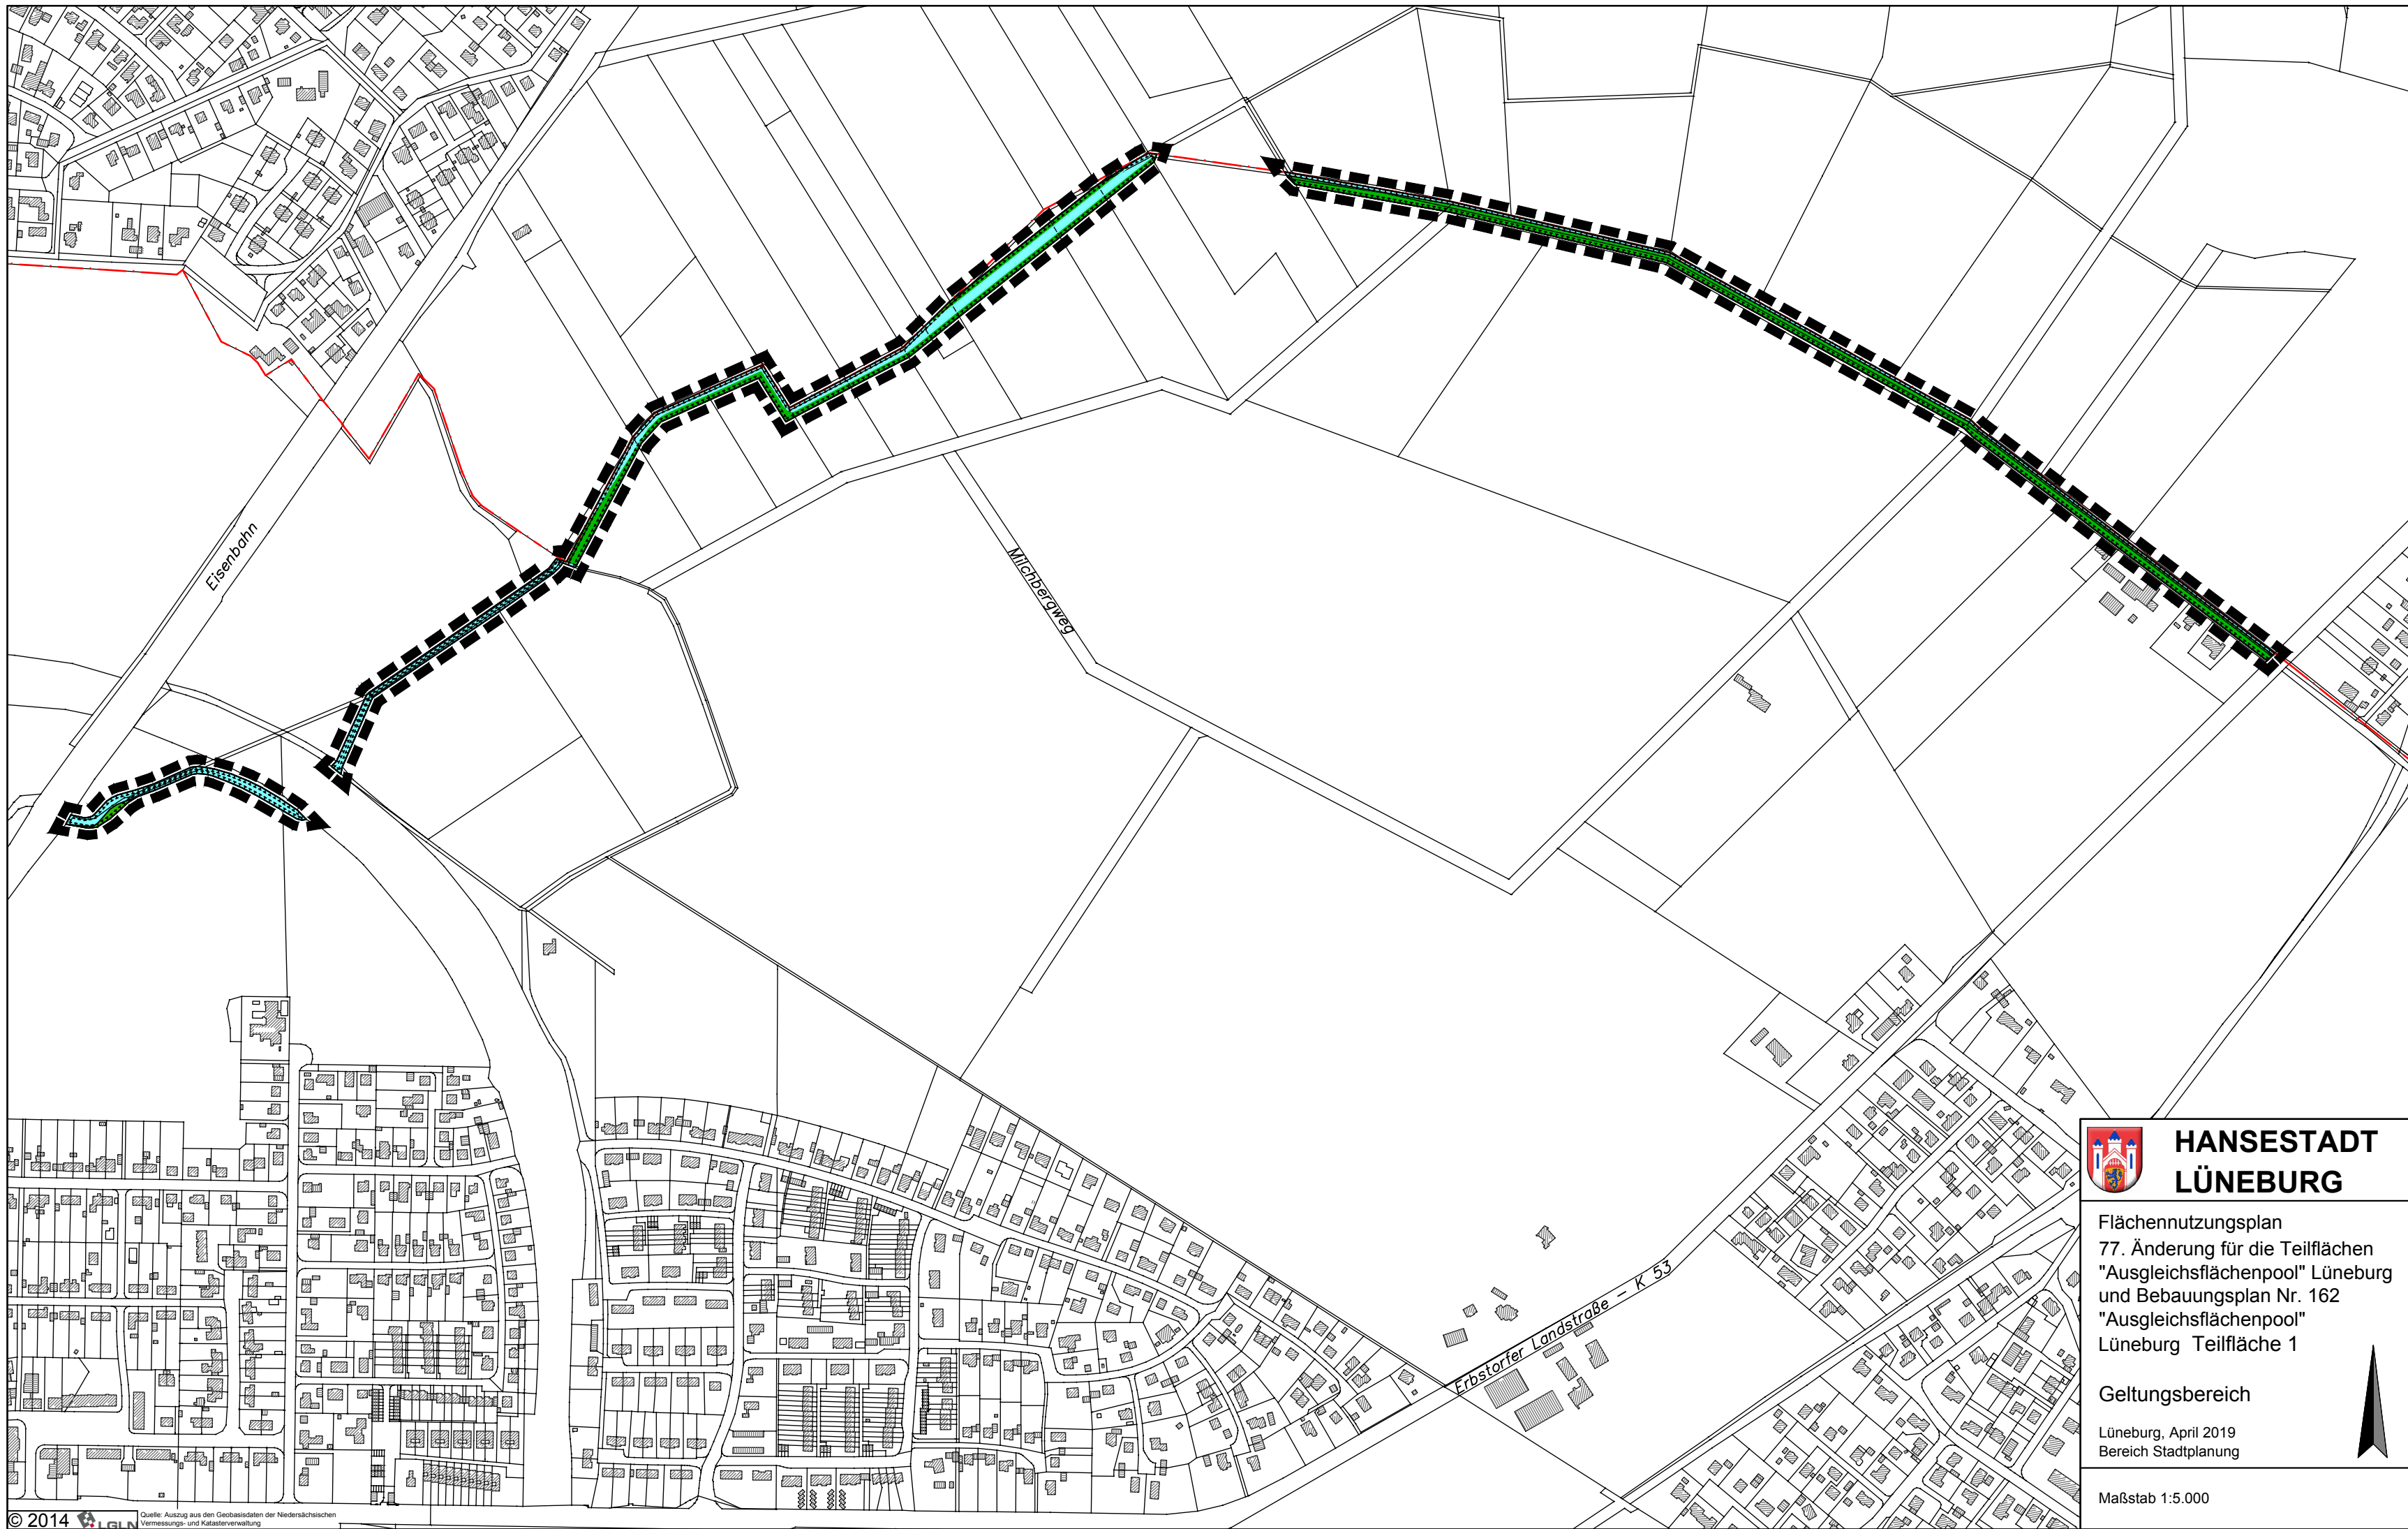 Eisenbahn
Milchbergweg
Erbstorfer Landstraße - K 53
HANSESTADT
LÜNEBURG
Flächennutzungsplan
77. Änderung für die Teilflächen
"Ausgleichsflächenpool" Lüneburg
und Bebauungsplan Nr. 162
"Ausgleichsflächenpool"
Lüneburg Teilfläche 1
Geltungsbereich
Lüneburg, April 2019
Bereich Stadtplanung
Maßstab 1:5.000
© 2014 LGLN
Quelle: Auszug aus den Geobasisdaten der Niedersächsischen
Vermessungs- und Katasterverwaltung